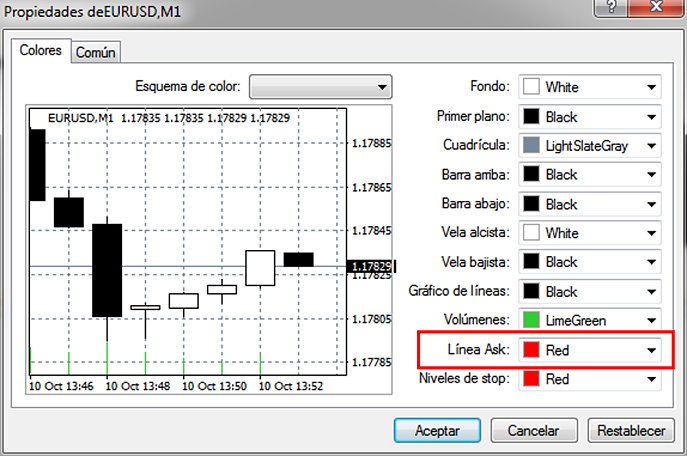 Propiedades deEURUSD,M1
Colores
Común
Esquema de color:
EURUSD,M1 1.17835 1.17835 1.17829 1.17829
1.17885
1.17865
1.17845
1.17829
1.17825
1.17805
1.17785
10 Oct 13:46
10 Oct 13:48
10 Oct 13:50
10 Oct 13:52
Fondo: White
Primer plano: Black
Cuadrícula: LightSlateGray
Barra arriba: Black
Barra abajo: Black
Vela alcista: White
Vela bajista: Black
Gráfico de líneas: Black
Volúmenes: LimeGreen
Línea Ask: Red
Niveles de stop: Red
Aceptar
Cancelar
Restablecer